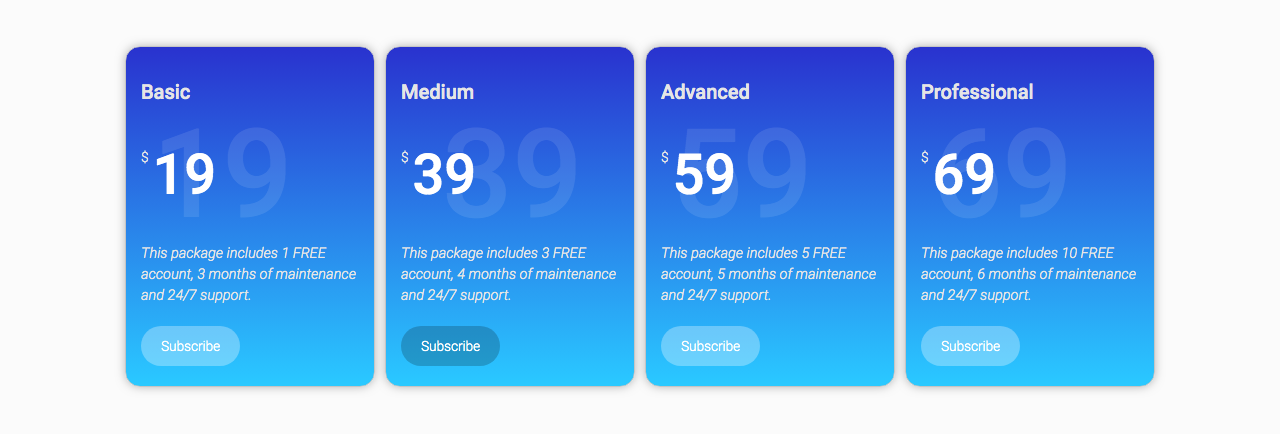 Basic
$ 19
19
This package includes 1 FREE
account, 3 months of maintenance
and 24/7 support.
Subscribe
Medium
$ 39
39
This package includes 3 FREE
account, 4 months of maintenance
and 24/7 support.
Subscribe
Advanced
$ 59
59
This package includes 5 FREE
account, 5 months of maintenance
and 24/7 support.
Subscribe
Professional
$ 69
69
This package includes 10 FREE
account, 6 months of maintenance
and 24/7 support.
Subscribe